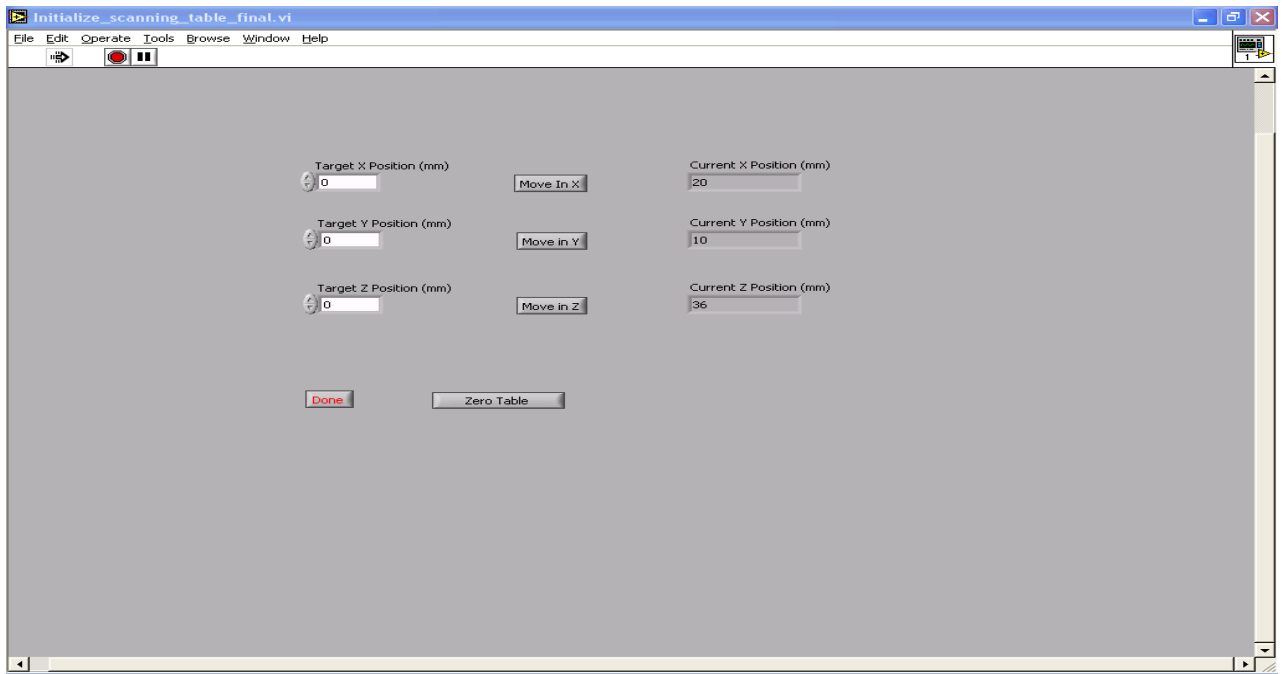 Initialize_scanning_table_final.vi
File Edit Operate Tools Browse Window Help
1
Target X Position (mm)
0
Move In X
Current X Position (mm)
20
Target Y Position (mm)
0
Move in Y
Current Y Position (mm)
10
Target Z Position (mm)
0
Move in Z
Current Z Position (mm)
36
Done
Zero Table